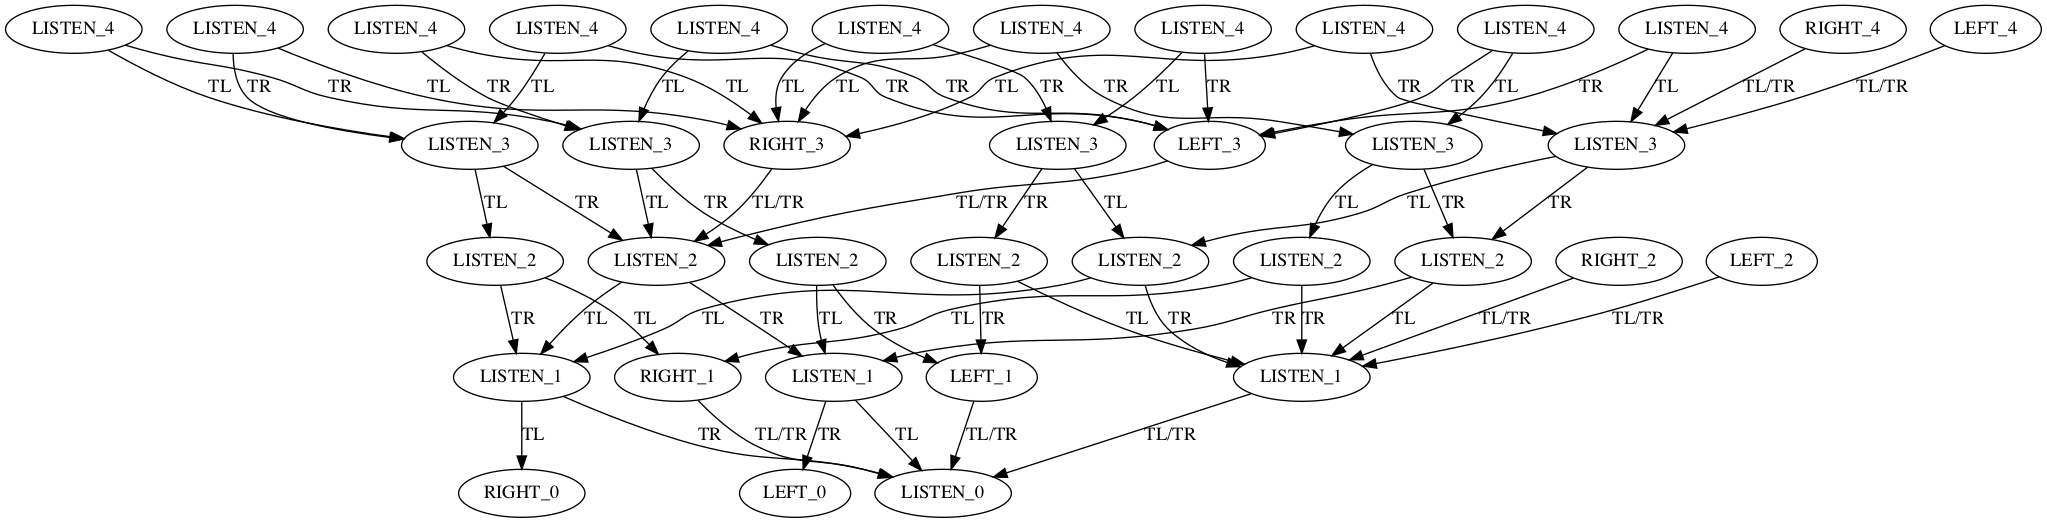 LISTEN_4 LISTEN_4 LISTEN_4 LISTEN_4 LISTEN_4 LISTEN_4 LISTEN_4 LISTEN_4 LISTEN_4 LISTEN_4 LISTEN_4 RIGHT_4 LEFT_4
TL TR TR TL TR TL TL TR TL TR TL TR TL TR TL TR TL TR TR TL TR TL TL/TR TL/TR
LISTEN_3 LISTEN_3 RIGHT_3 LISTEN_3 LEFT_3 LISTEN_3 LISTEN_3
TL TR TL TR TL/TR TL/TR TR TL TL TR TL TR
LISTEN_2 LISTEN_2 LISTEN_2 LISTEN_2 LISTEN_2 LISTEN_2 LISTEN_2 RIGHT_2 LEFT_2
TR TL TL TL TR TL TR TL TR TL TR TR TR TL TL/TR TL/TR
LISTEN_1 RIGHT_1 LISTEN_1 LEFT_1 LISTEN_1
TL TR TL/TR TR TL TL/TR TL/TR
RIGHT_0 LEFT_0 LISTEN_0